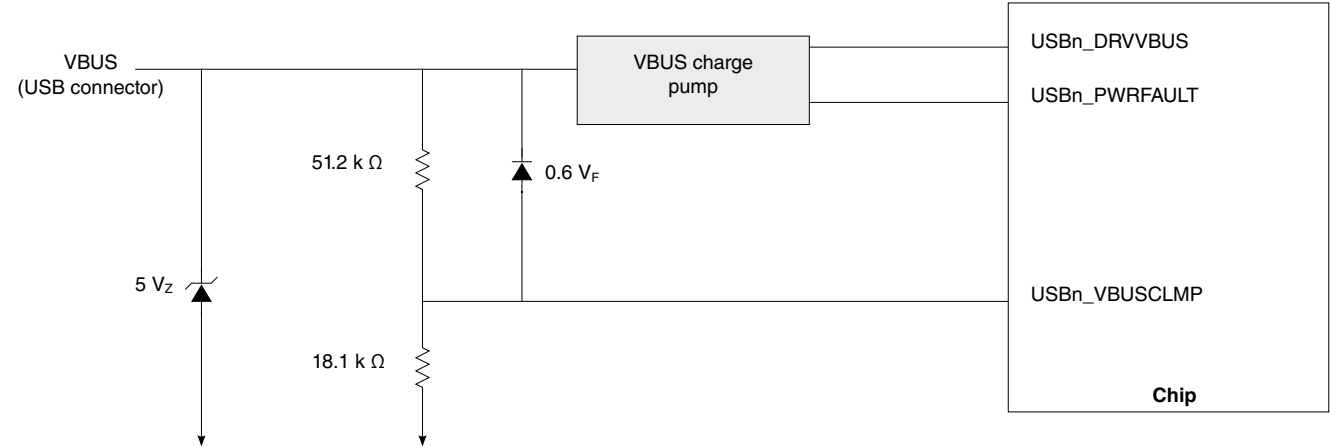 VBUS
(USB connector)
VBUS charge
pump
USBn_DRVVBUS
USBn_PWRFAULT
51.2 k Ω
0.6 VF
5 VZ
USBn_VBUSCLMP
18.1 k Ω
Chip